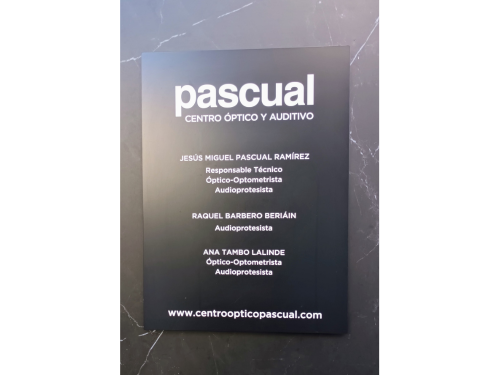 pascual
CENTRO ÓPTICO Y AUDITIVO
JESÚS MIGUEL PASCUAL RAMÍREZ
Responsable Técnico
Óptico-Optometrista
Audioprotesista
RAQUEL BARBERO BERIÁIN
Audioprotesista
ANA TAMBO LALINDE
Óptico-Optometrista
Audioprotesista
www.centroopticopascual.com